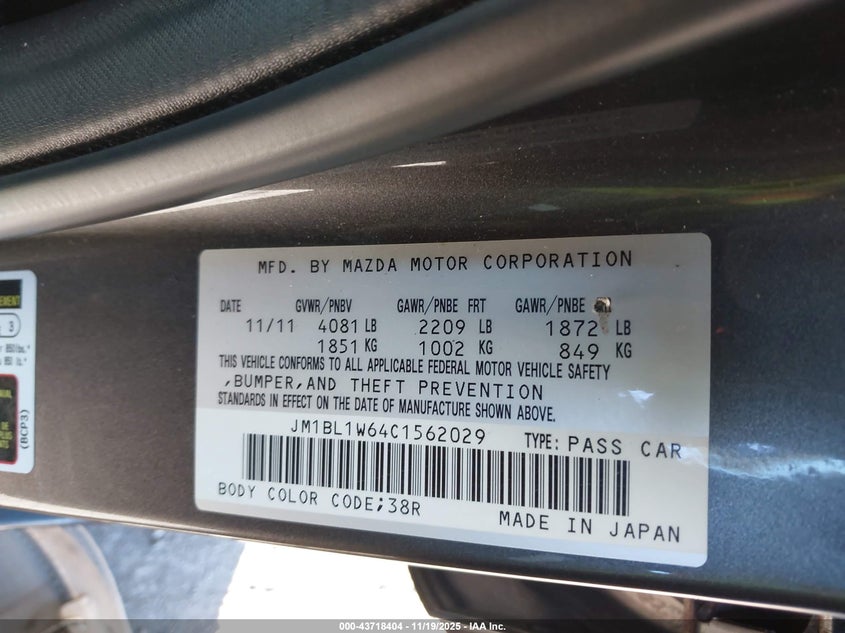 MFD. BY MAZDA MOTOR CORPORATION
DATE GVWR/PNBV GAWR/PNBE FRT GAWR/PNBE
11/11 4081 LB 2209 LB 1872 LB
1851 KG 1002 KG 849 KG
THIS VEHICLE CONFORMS TO ALL APPLICABLE FEDERAL MOTOR VEHICLE SAFETY
,BUMPER,AND THEFT PREVENTION
STANDARDS IN EFFECT ON THE DATE OF MANUFACTURE SHOWN ABOVE.
JM1BL1W64C1562029 TYPE: PASS CAR
BODY COLOR CODE;38R
MADE IN JAPAN
3
(BCP3)
000-43718404 - 11/19/2025 - IAA Inc.